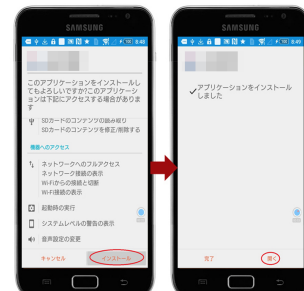 SAMSUNG
8:48
このアプリケーションをインストールし
てもよろしいですか?このアプリケーシ
ョンは下記にアクセスする場合がありま
す
SDカードのコンテンツの読み取り
SDカードのコンテンツを修正/削除する
機器へのアクセス
ネットワークへのフルアクセス
ネットワーク接続の表示
Wi-Fiからの接続と切断
Wi-Fi接続の表示
起動時の実行
システムレベルの警告の表示
音声設定の変更
キャンセル
インストール
SAMSUNG
8:49
アプリケーションをインストール
しました
完了
開く